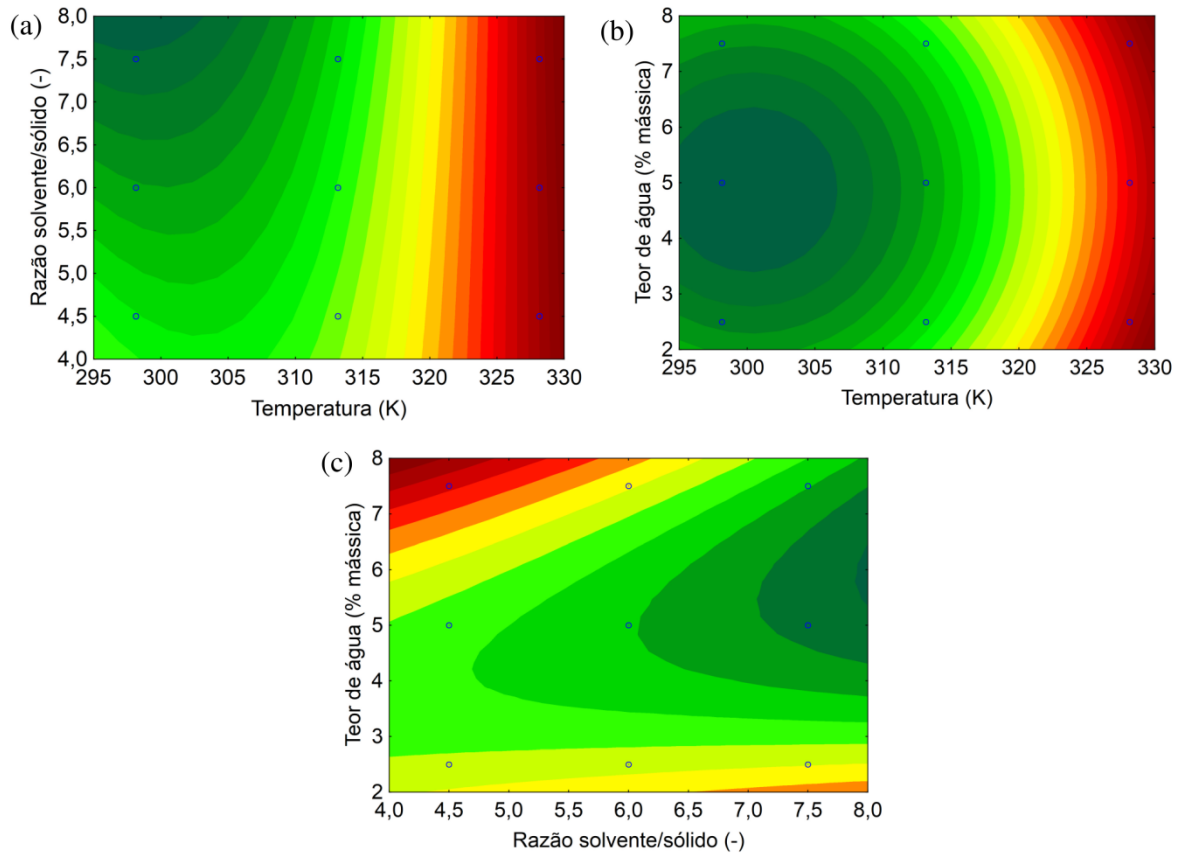 (a)
8,0
7,5
7,0
6,5
6,0
5,5
5,0
4,5
4,0
Razão solvente/sólido (-)
295 300 305 310 315 320 325 330
Temperatura (K)
(b)
8
7
6
5
4
3
2
Teor de água (% mássica)
295 300 305 310 315 320 325 330
Temperatura (K)
(c)
8
7
6
5
4
3
2
Teor de água (% mássica)
4,0 4,5 5,0 5,5 6,0 6,5 7,0 7,5 8,0
Razão solvente/sólido (-)